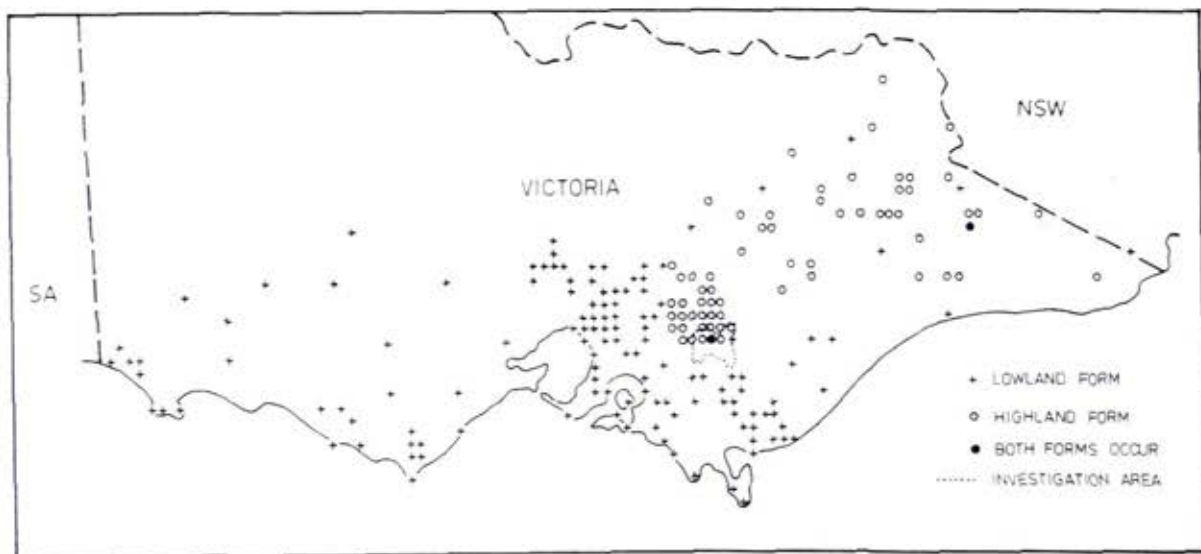 NSW
VICTORIA
SA
LOWLAND FORM
HIGHLAND FORM
BOTH FORMS OCCUR
INVESTIGATION AREA